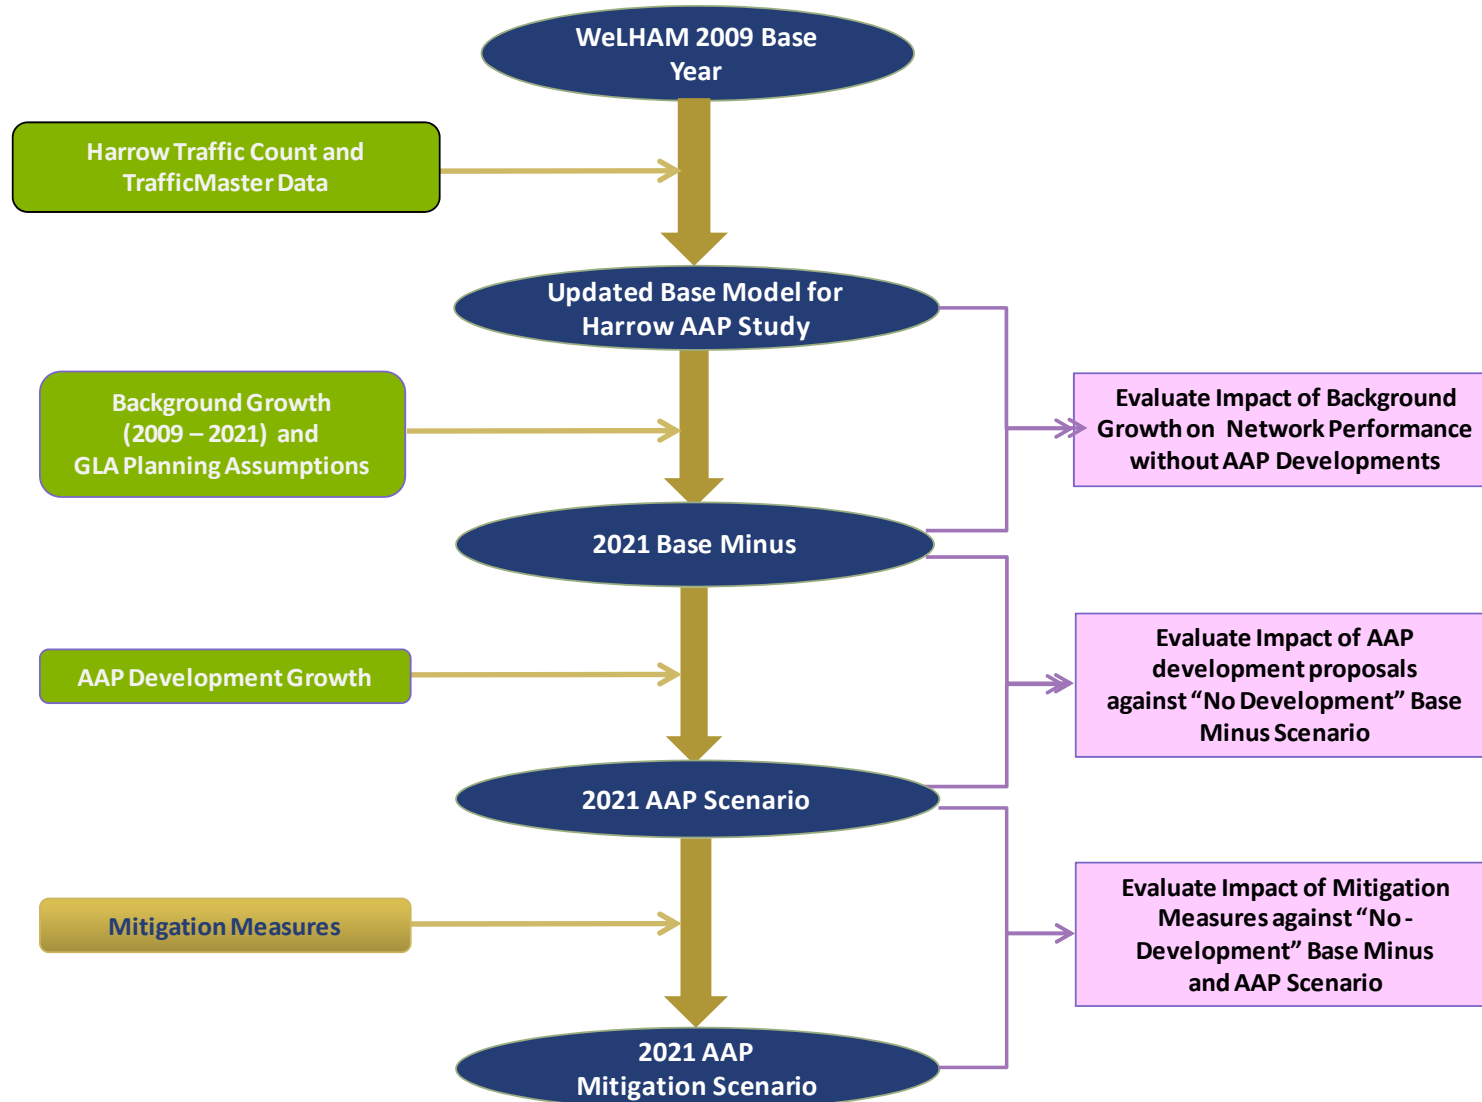 WeLHAM 2009 Base
Year
Harrow Traffic Count and
TrafficMaster Data
Updated Base Model for
Harrow AAP Study
Background Growth
(2009 – 2021) and
GLA Planning Assumptions
Evaluate Impact of Background
Growth on Network Performance
without AAP Developments
2021 Base Minus
AAP Development Growth
Evaluate Impact of AAP
development proposals
against “No Development” Base
Minus Scenario
2021 AAP Scenario
Mitigation Measures
Evaluate Impact of Mitigation
Measures against “No -
Development” Base Minus
and AAP Scenario
2021 AAP
Mitigation Scenario